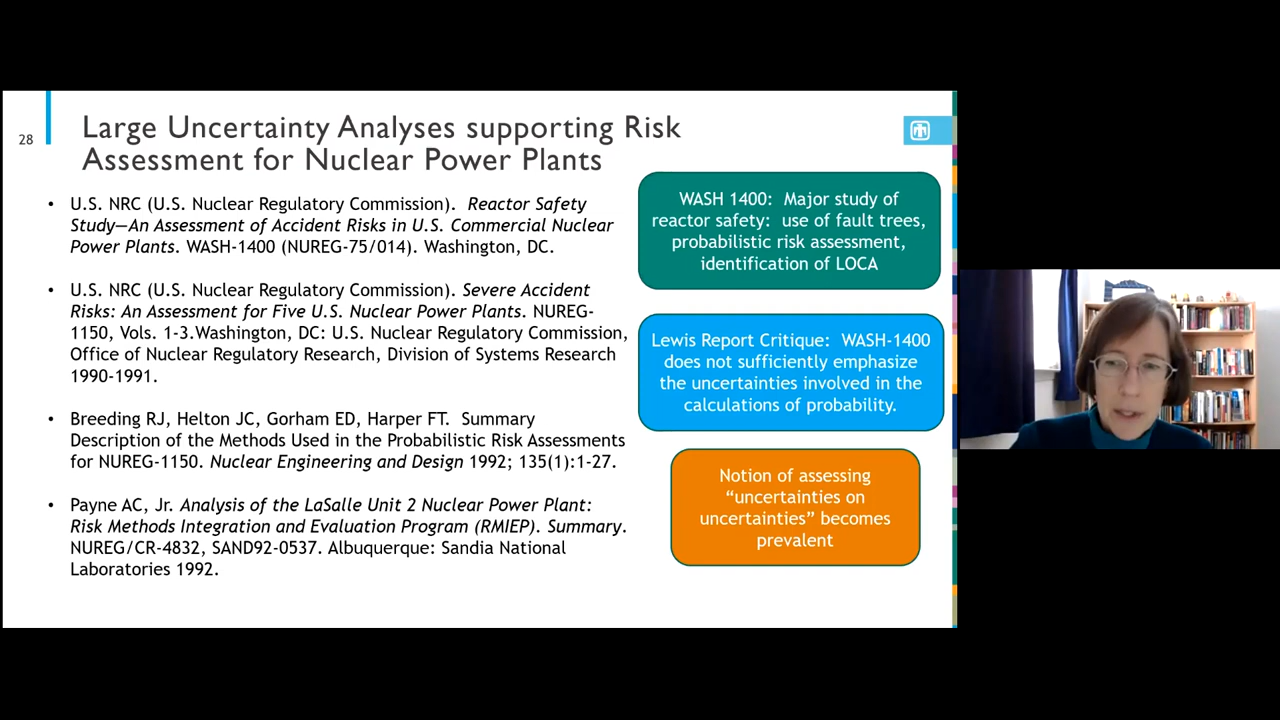 28
Large Uncertainty Analyses supporting Risk
Assessment for Nuclear Power Plants
• U.S. NRC (U.S. Nuclear Regulatory Commission). Reactor Safety
Study—An Assessment of Accident Risks in U.S. Commercial Nuclear
Power Plants. WASH-1400 (NUREG-75/014). Washington, DC.
• U.S. NRC (U.S. Nuclear Regulatory Commission). Severe Accident
Risks: An Assessment for Five U.S. Nuclear Power Plants. NUREG-
1150, Vols. 1-3.Washington, DC: U.S. Nuclear Regulatory Commission,
Office of Nuclear Regulatory Research, Division of Systems Research
1990-1991.
• Breeding RJ, Helton JC, Gorham ED, Harper FT. Summary
Description of the Methods Used in the Probabilistic Risk Assessments
for NUREG-1150. Nuclear Engineering and Design 1992; 135(1):1-27.
• Payne AC, Jr. Analysis of the LaSalle Unit 2 Nuclear Power Plant:
Risk Methods Integration and Evaluation Program (RMIEP). Summary.
NUREG/CR-4832, SAND92-0537. Albuquerque: Sandia National
Laboratories 1992.
WASH 1400: Major study of
reactor safety: use of fault trees,
probabilistic risk assessment,
identification of LOCA
Lewis Report Critique: WASH-1400
does not sufficiently emphasize
the uncertainties involved in the
calculations of probability.
Notion of assessing
“uncertainties on
uncertainties” becomes
prevalent